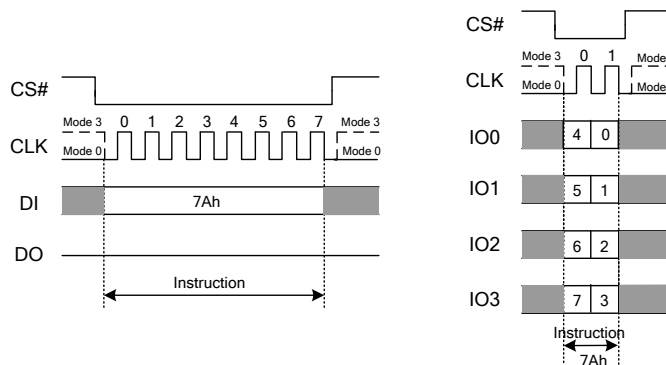 CS#
Mode 3 0 1 2 3 4 5 6 7 Mode 3
CLK Mode 0 Mode 0
DI 7Ah
DO
Instruction
CS#
Mode 3 0 1 Mode
CLK Mode 0 Mode
IO0 4 0
IO1 5 1
IO2 6 2
IO3 7 3
Instruction
7Ah